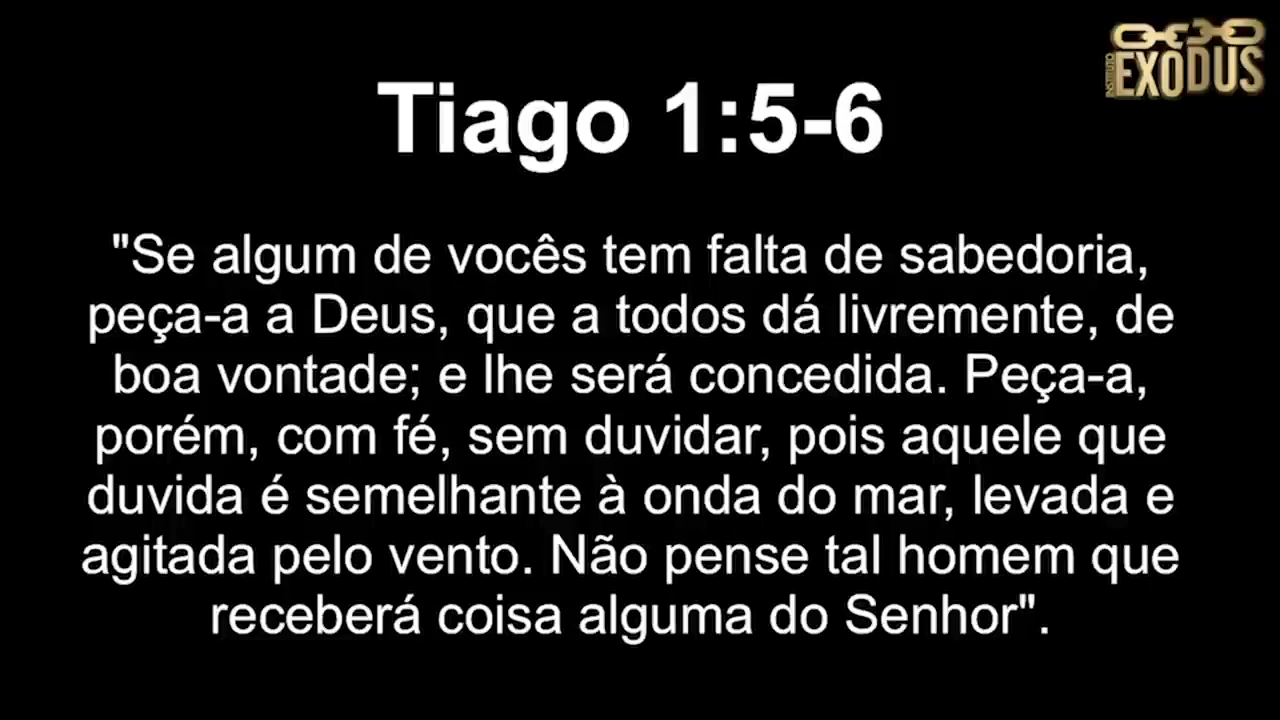 INSTITUTO
EXODUS
Tiago 1:5-6
"Se algum de vocês tem falta de sabedoria,
peça-a a Deus, que a todos dá livremente, de
boa vontade; e lhe será concedida. Peça-a,
porém, com fé, sem duvidar, pois aquele que
duvida é semelhante à onda do mar, levada e
agitada pelo vento. Não pense tal homem que
receberá coisa alguma do Senhor".